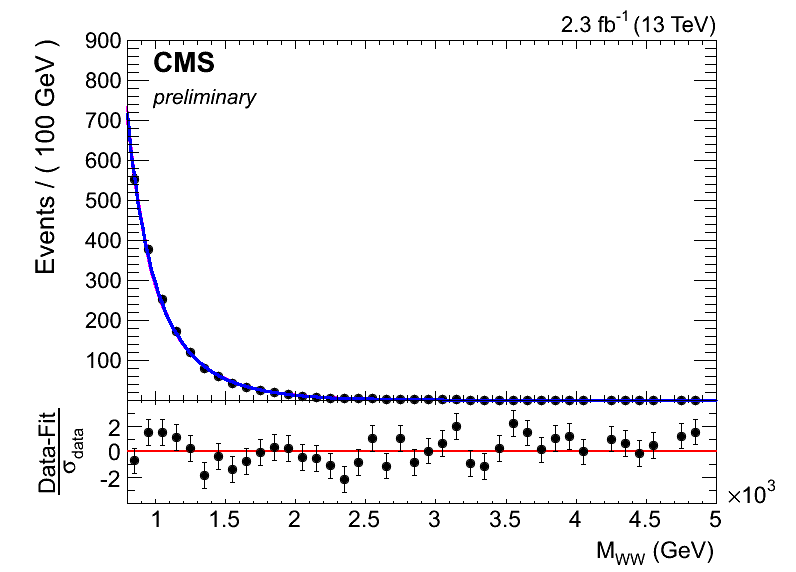 2.3 fb⁻¹ (13 TeV)
CMS
preliminary
Events / ( 100 GeV )
900
800
700
600
500
400
300
200
100
Data-Fit
σ_data
2
0
-2
1 1.5 2 2.5 3 3.5 4 4.5 5
×10³
M_WW (GeV)